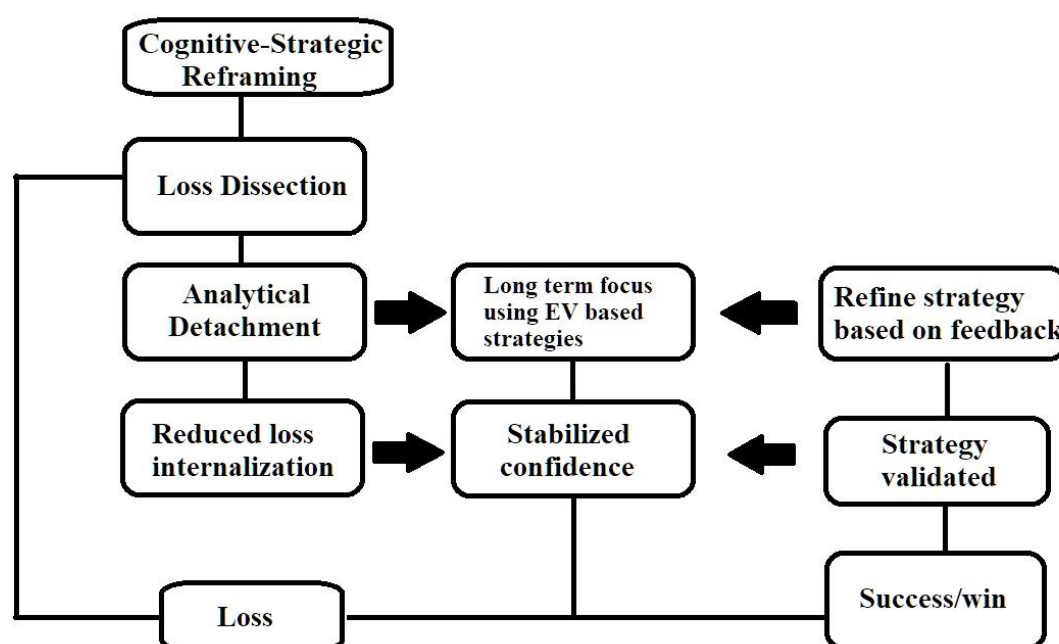 Cognitive-Strategic
Reframing
Loss Dissection
Analytical
Detachment
Long term focus
using EV based
strategies
Refine strategy
based on feedback
Reduced loss
internalization
Stabilized
confidence
Strategy
validated
Loss
Success/win